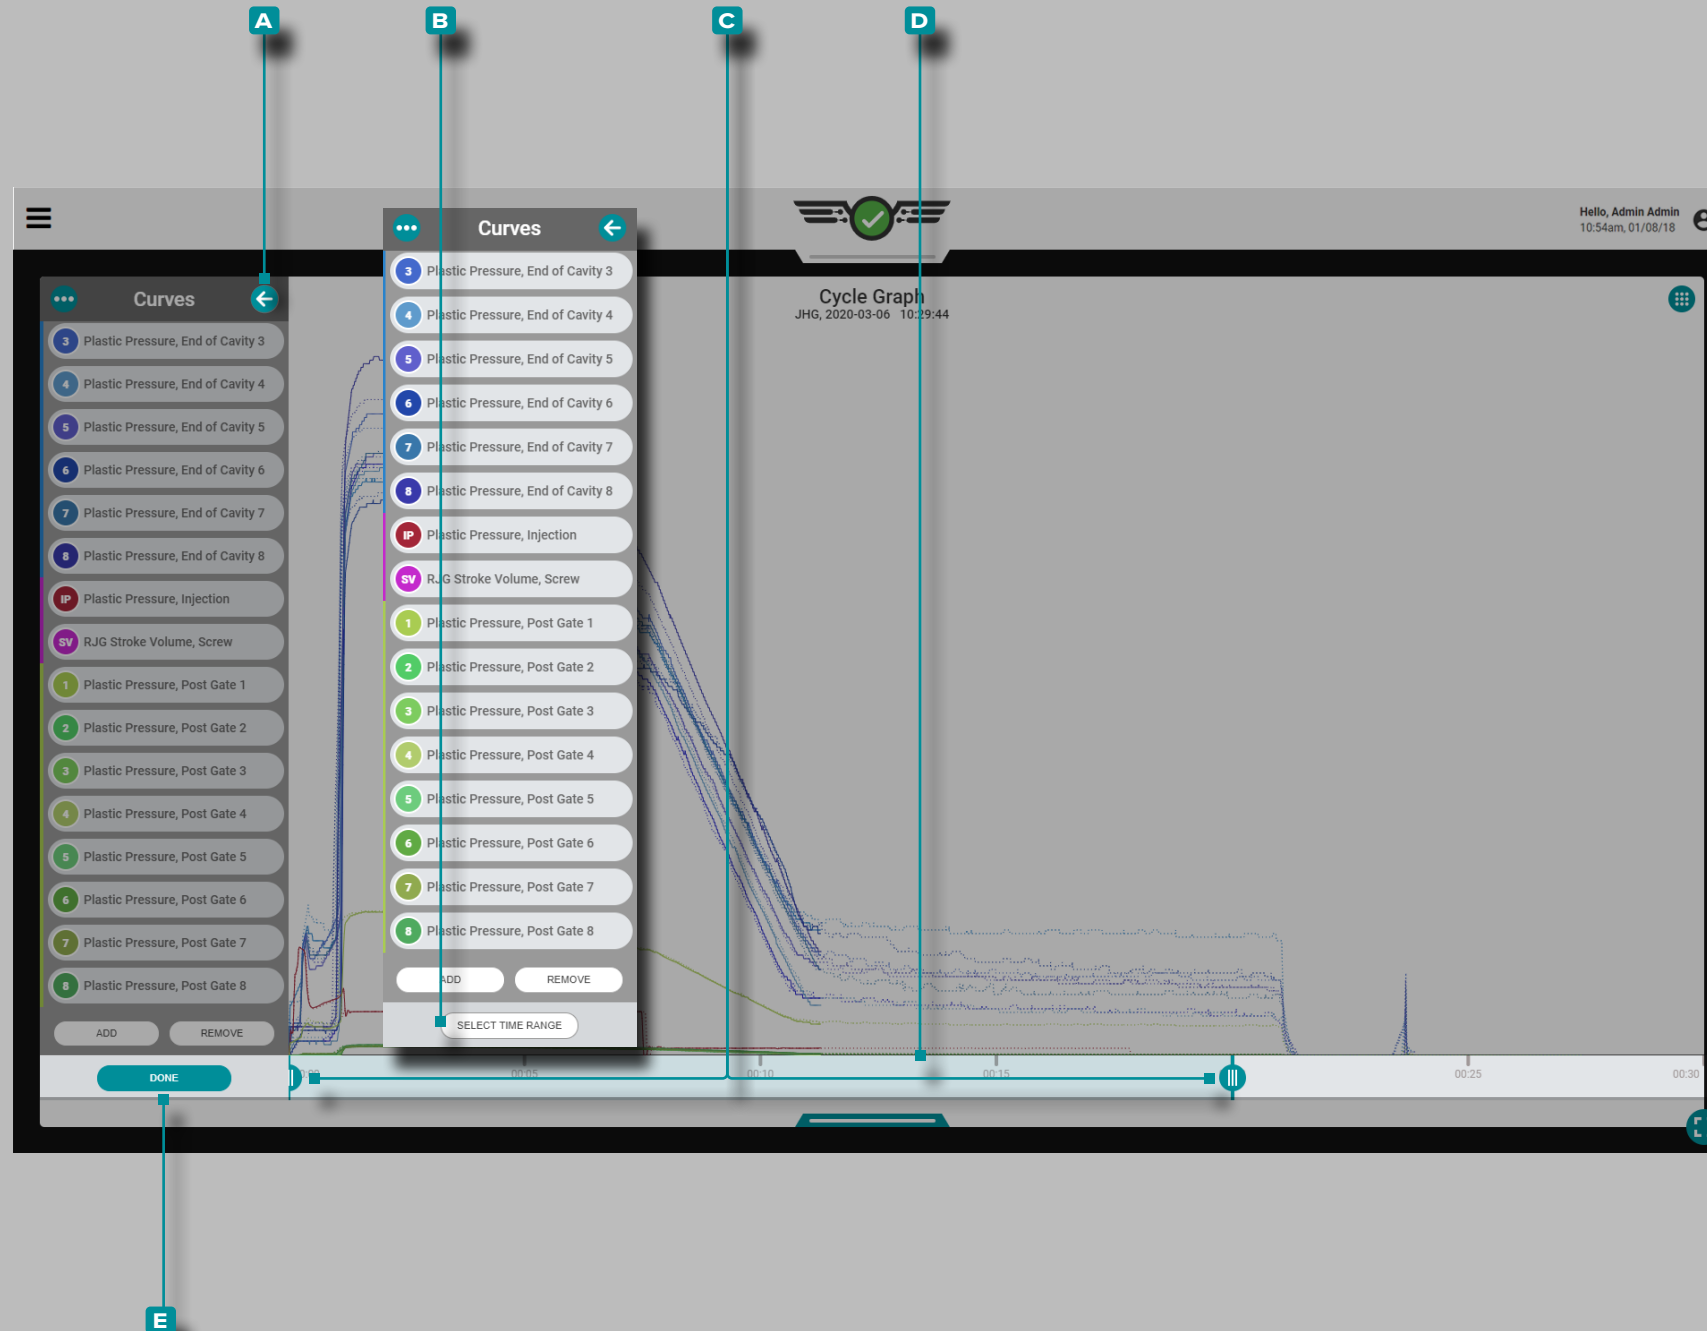 A
B
C
D
Hello, Admin Admin
10:54am, 01/08/18
Curves
3 Plastic Pressure, End of Cavity 3
4 Plastic Pressure, End of Cavity 4
5 Plastic Pressure, End of Cavity 5
6 Plastic Pressure, End of Cavity 6
7 Plastic Pressure, End of Cavity 7
8 Plastic Pressure, End of Cavity 8
IP Plastic Pressure, Injection
SV RJG Stroke Volume, Screw
1 Plastic Pressure, Post Gate 1
2 Plastic Pressure, Post Gate 2
3 Plastic Pressure, Post Gate 3
4 Plastic Pressure, Post Gate 4
5 Plastic Pressure, Post Gate 5
6 Plastic Pressure, Post Gate 6
7 Plastic Pressure, Post Gate 7
8 Plastic Pressure, Post Gate 8
ADD REMOVE
DONE
Curves
3 Plastic Pressure, End of Cavity 3
4 Plastic Pressure, End of Cavity 4
5 Plastic Pressure, End of Cavity 5
6 Plastic Pressure, End of Cavity 6
7 Plastic Pressure, End of Cavity 7
8 Plastic Pressure, End of Cavity 8
IP Plastic Pressure, Injection
SV RJG Stroke Volume, Screw
1 Plastic Pressure, Post Gate 1
2 Plastic Pressure, Post Gate 2
3 Plastic Pressure, Post Gate 3
4 Plastic Pressure, Post Gate 4
5 Plastic Pressure, Post Gate 5
6 Plastic Pressure, Post Gate 6
7 Plastic Pressure, Post Gate 7
8 Plastic Pressure, Post Gate 8
ADD REMOVE
SELECT TIME RANGE
Cycle Graph
JHG, 2020-03-06 10:29:44
00:05 00:10 00:15 00:25 00:30
E